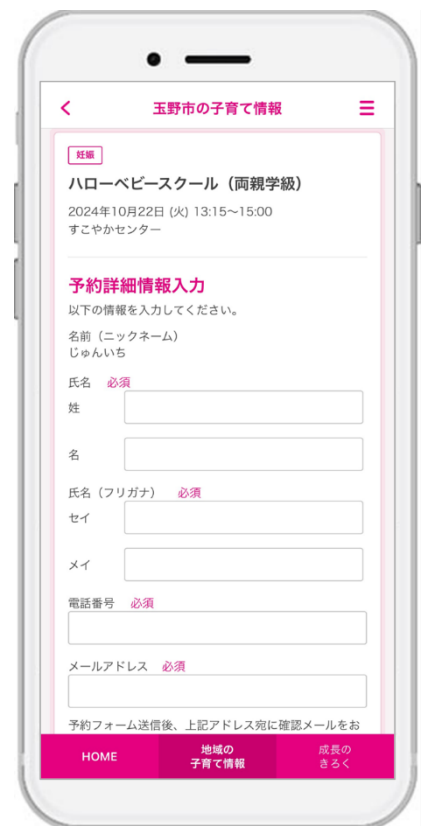 玉野市の子育て情報
妊娠
ハローベビースクール（両親学級）
2024年10月22日 (火) 13:15〜15:00
すこやかセンター
予約詳細情報入力
以下の情報を入力してください。
名前（ニックネーム）
じゅんいち
氏名 必須
姓
名
氏名（フリガナ） 必須
セイ
メイ
電話番号 必須
メールアドレス 必須
予約フォーム送信後、上記アドレス宛に確認メールをお
HOME
地域の
子育て情報
成長の
きろく